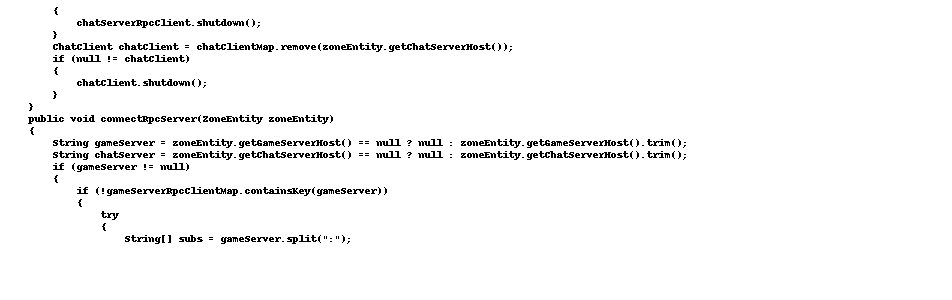 {
chatServerRpcClient.shutdown();
}
ChatClient chatClient = chatClientMap.remove(zoneEntity.getChatServerHost());
if (null != chatClient)
{
chatClient.shutdown();
}
}
public void connectRpcServer(ZoneEntity zoneEntity)
{
String gameServer = zoneEntity.getGameServerHost() == null ? null : zoneEntity.getGameServerHost().trim();
String chatServer = zoneEntity.getChatServerHost() == null ? null : zoneEntity.getChatServerHost().trim();
if (gameServer != null)
{
if (!gameServerRpcClientMap.containsKey(gameServer))
{
try
{
String[] subs = gameServer.split(":");